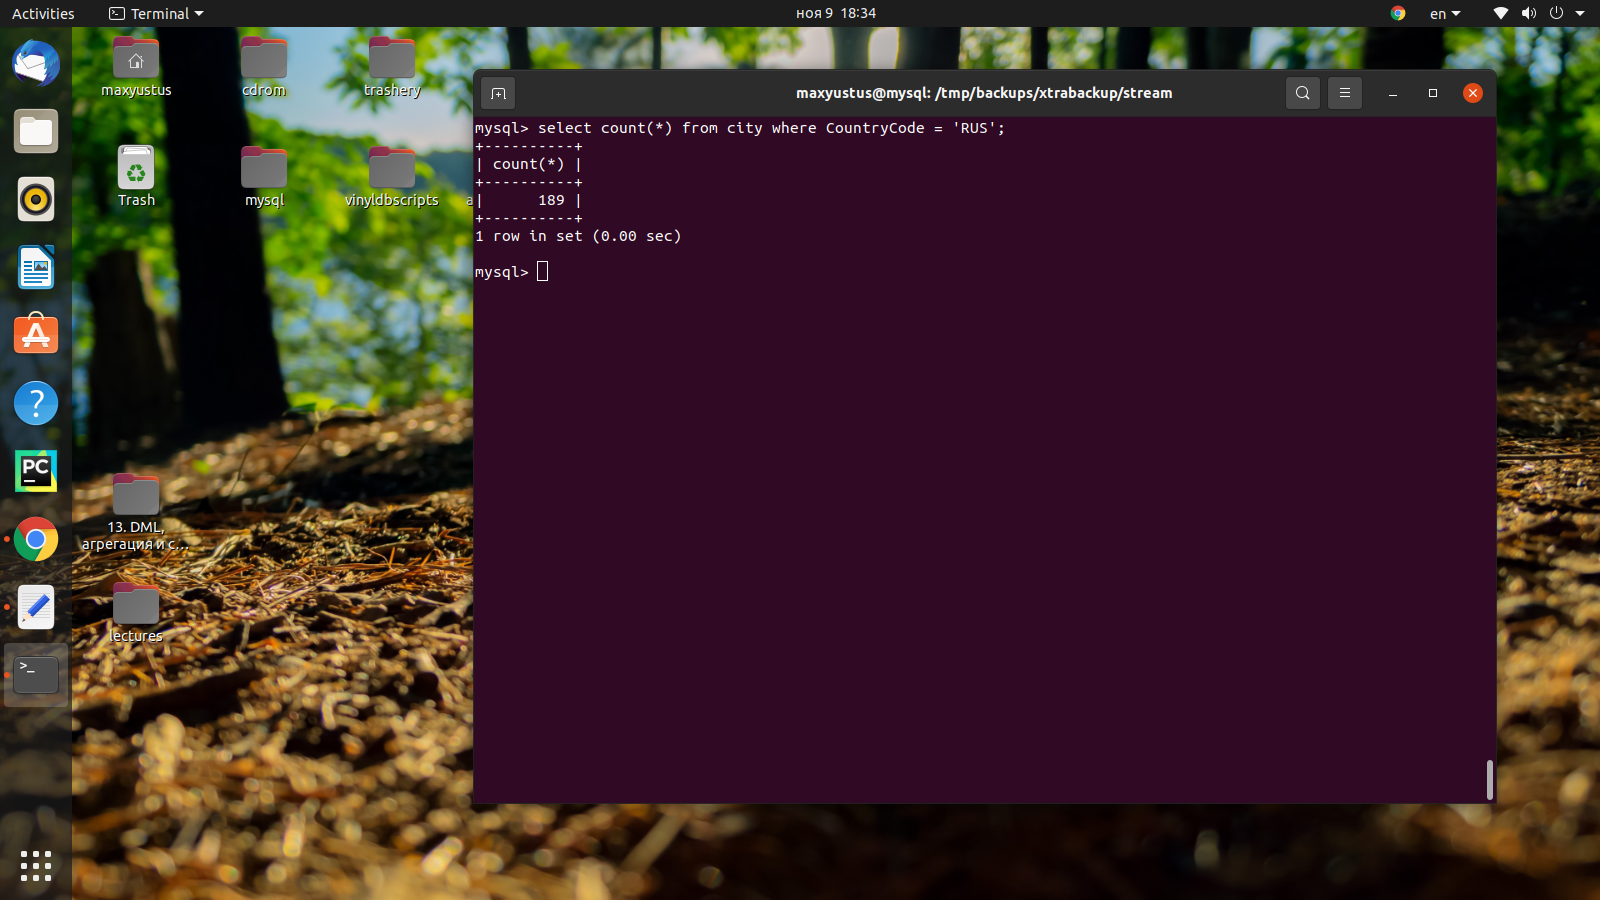 Activities
Terminal
ноя 9 18:34
en
maxyustus
cdrom
trashery
Trash
mysql
vinyldbscripts
a
13. DML,
агрегация и с...
lectures
PC
>_
maxyustus@mysql: /tmp/backups/xtrabackup/stream
mysql> select count(*) from city where CountryCode = 'RUS';
+----------+
| count(*) |
+----------+
|      189 |
+----------+
1 row in set (0.00 sec)
mysql>